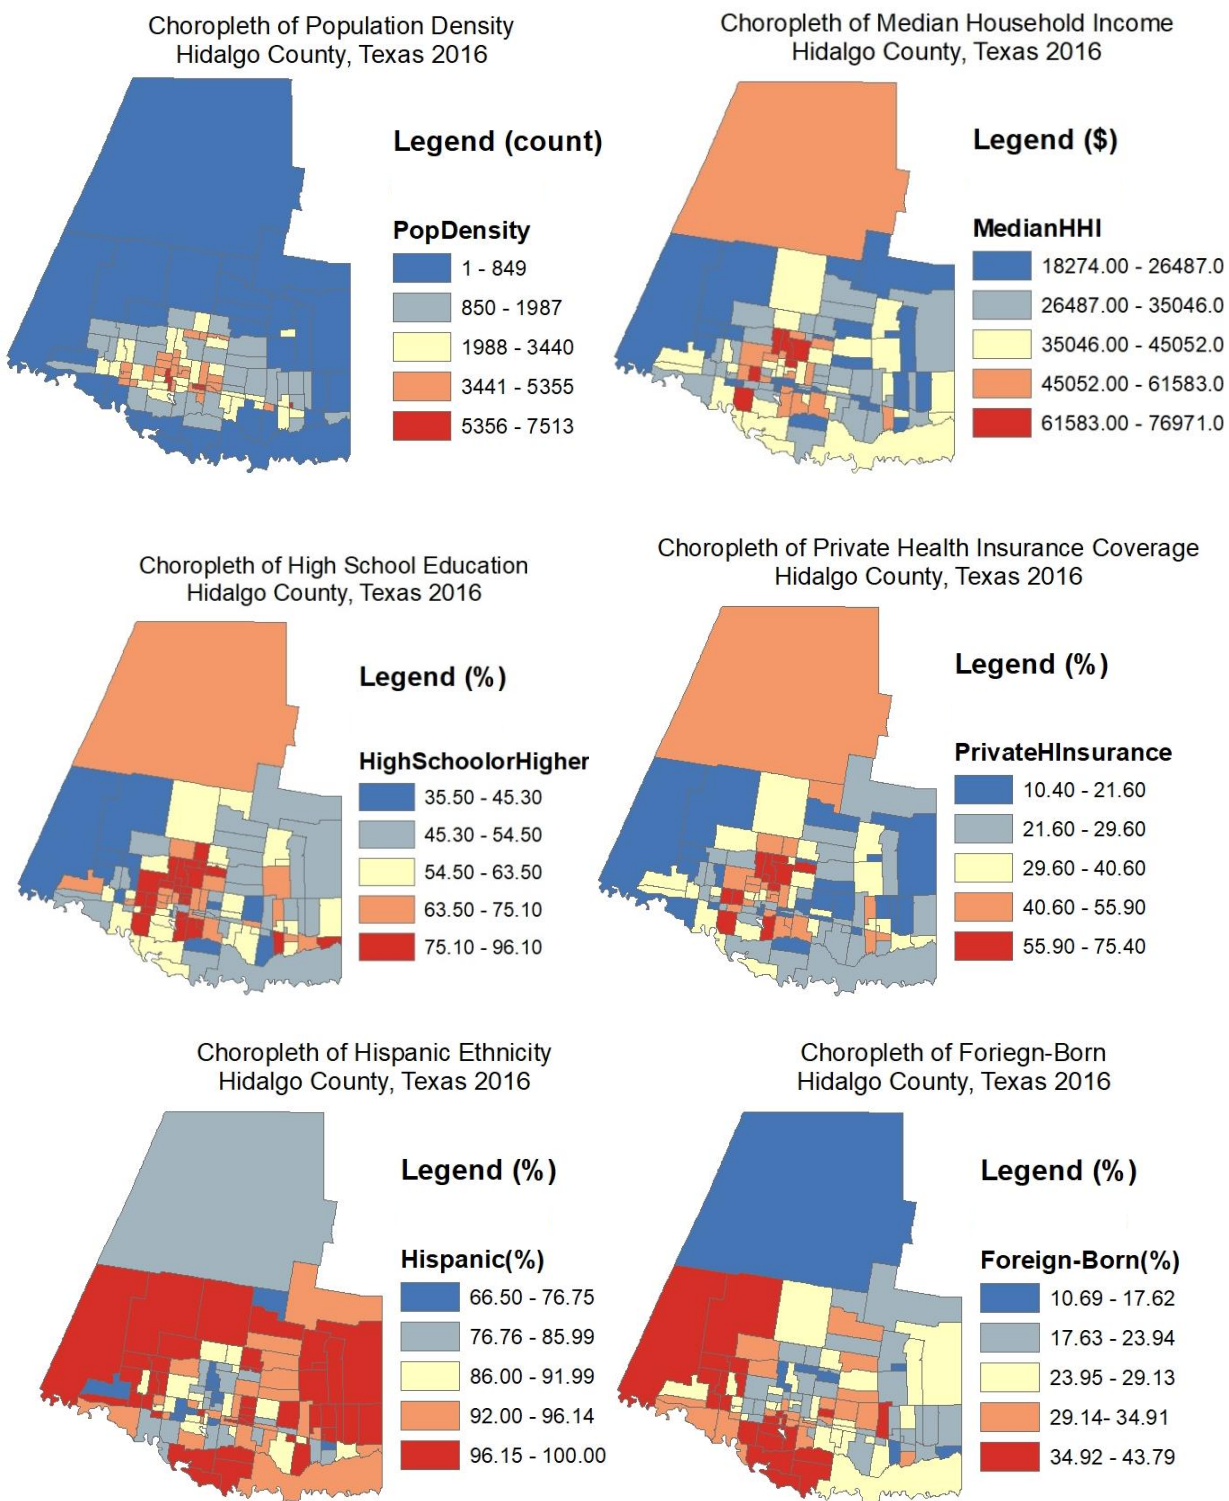 Choropleth of Population Density
Hidalgo County, Texas 2016
Legend (count)
PopDensity
1 - 849
850 - 1987
1988 - 3440
3441 - 5355
5356 - 7513
Choropleth of Median Household Income
Hidalgo County, Texas 2016
Legend ($)
MedianHHI
18274.00 - 26487.0
26487.00 - 35046.0
35046.00 - 45052.0
45052.00 - 61583.0
61583.00 - 76971.0
Choropleth of High School Education
Hidalgo County, Texas 2016
Legend (%)
HighSchoolorHigher
35.50 - 45.30
45.30 - 54.50
54.50 - 63.50
63.50 - 75.10
75.10 - 96.10
Choropleth of Private Health Insurance Coverage
Hidalgo County, Texas 2016
Legend (%)
PrivateHInsurance
10.40 - 21.60
21.60 - 29.60
29.60 - 40.60
40.60 - 55.90
55.90 - 75.40
Choropleth of Hispanic Ethnicity
Hidalgo County, Texas 2016
Legend (%)
Hispanic(%)
66.50 - 76.75
76.76 - 85.99
86.00 - 91.99
92.00 - 96.14
96.15 - 100.00
Choropleth of Foriegn-Born
Hidalgo County, Texas 2016
Legend (%)
Foreign-Born(%)
10.69 - 17.62
17.63 - 23.94
23.95 - 29.13
29.14- 34.91
34.92 - 43.79